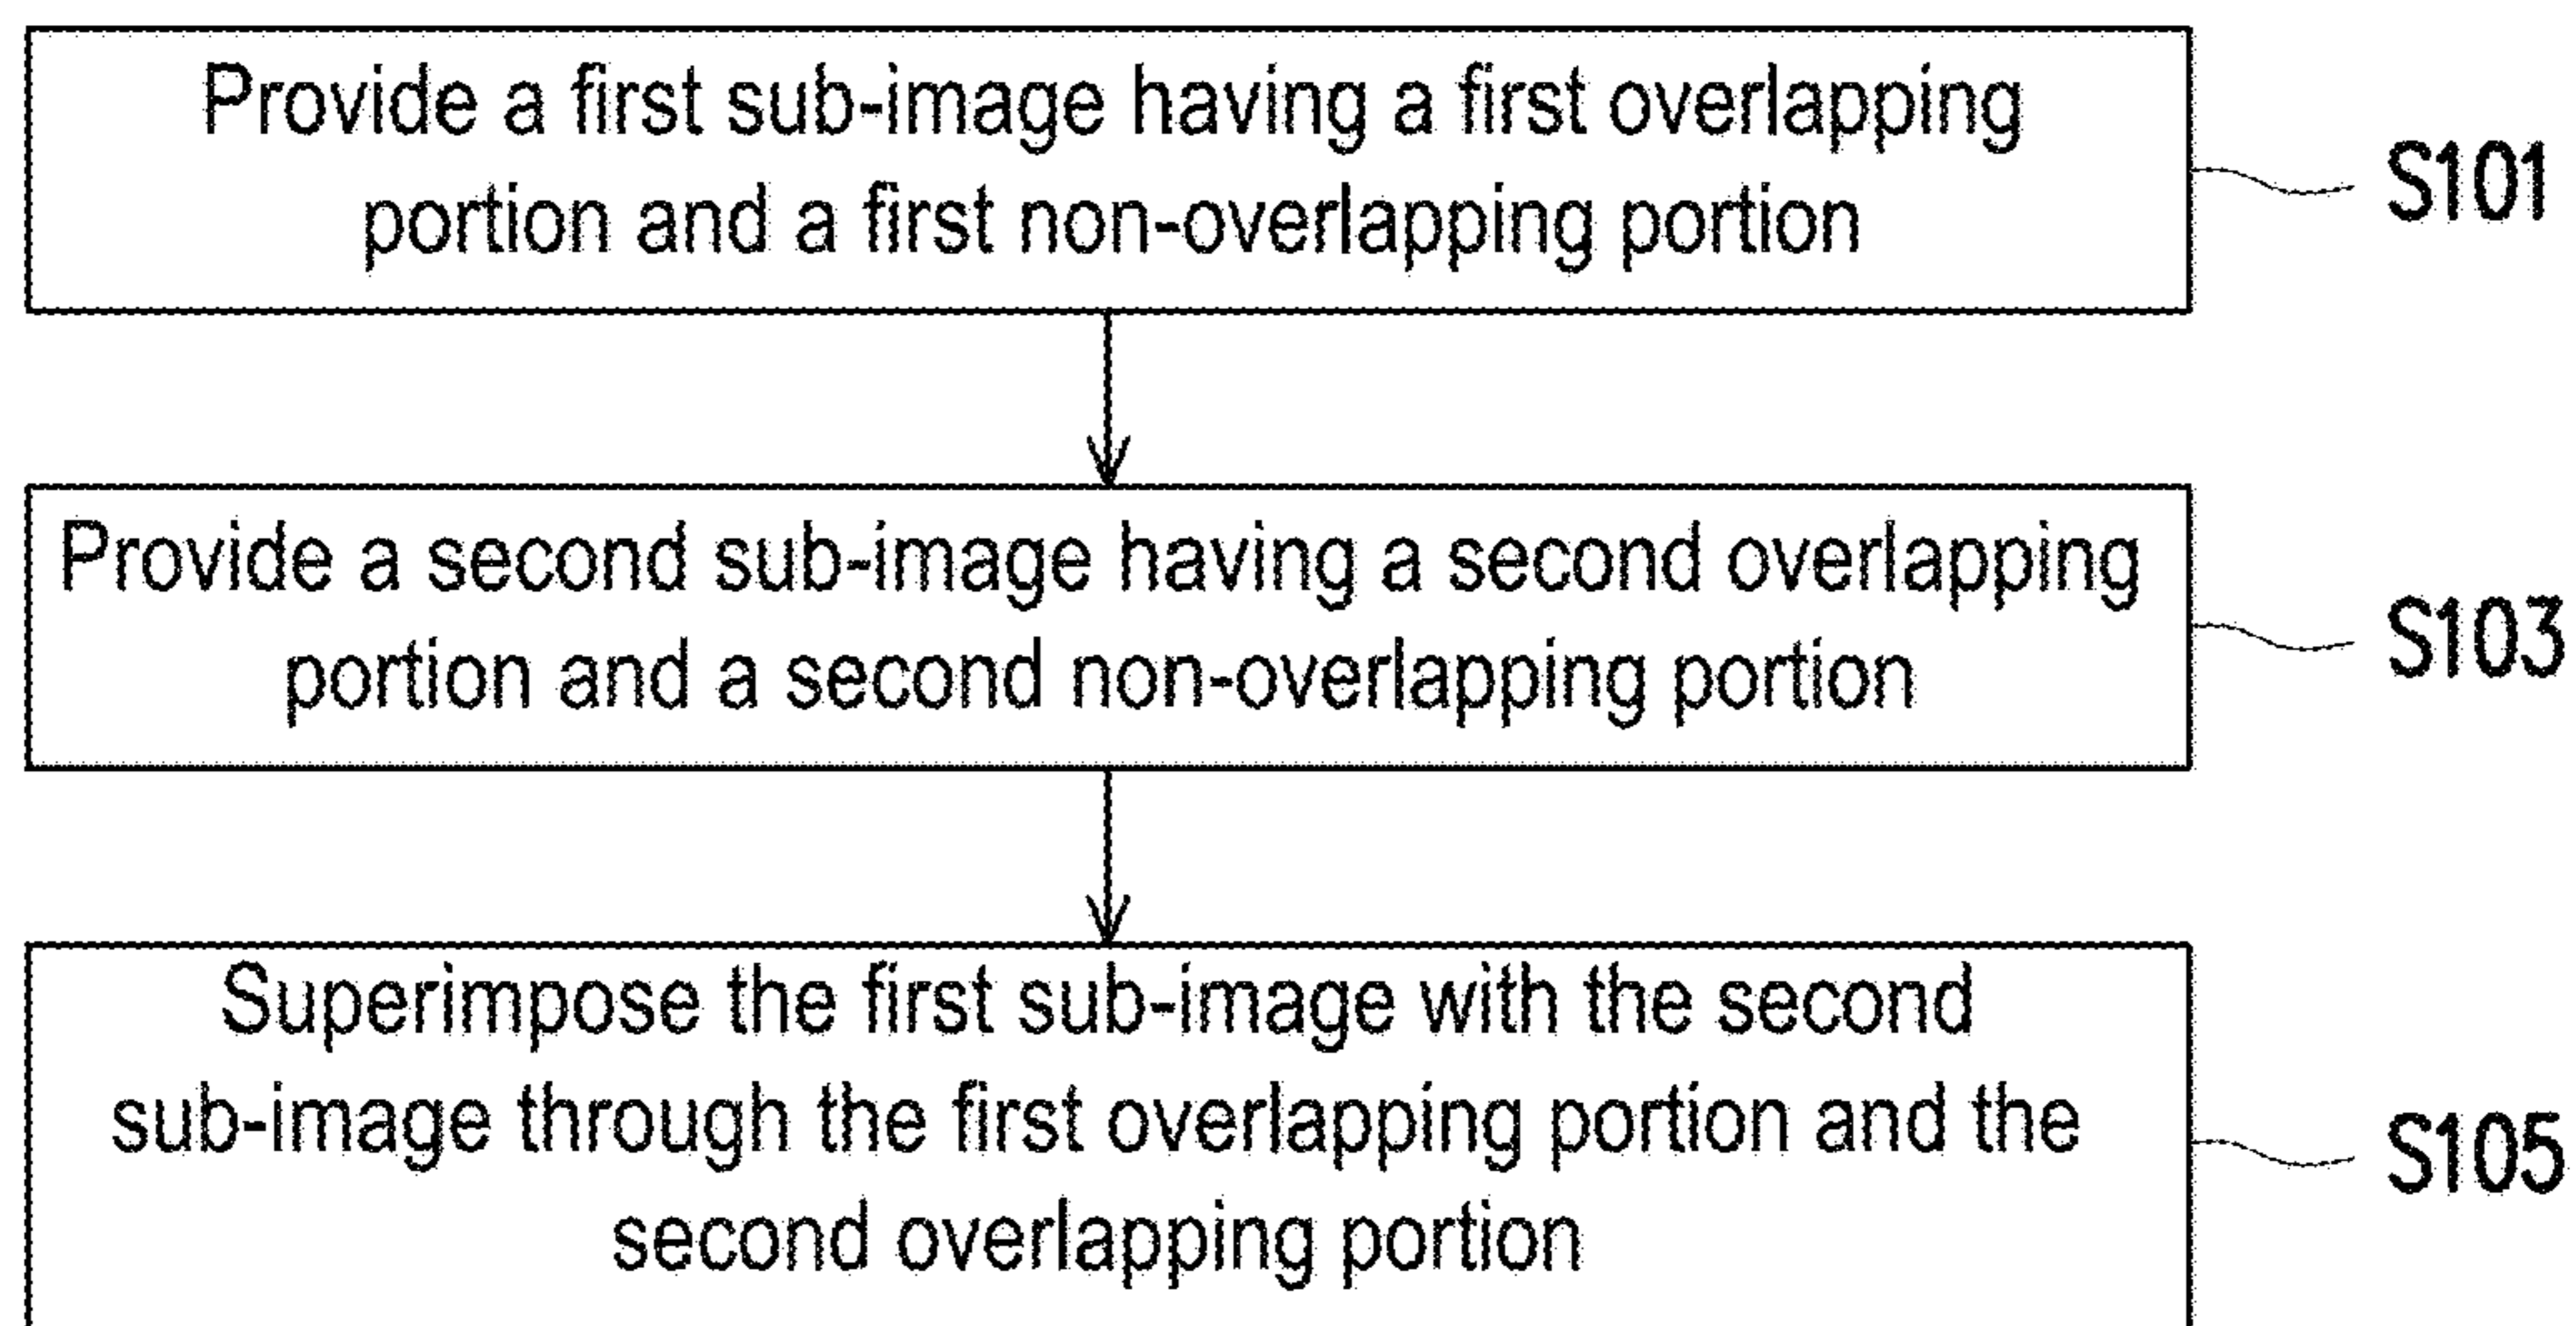 Provide a first sub-image having a first overlapping
portion and a first non-overlapping portion
S101
Provide a second sub-image having a second overlapping
portion and a second non-overlapping portion
S103
Superimpose the first sub-image with the second
sub-image through the first overlapping portion and the
second overlapping portion
S105